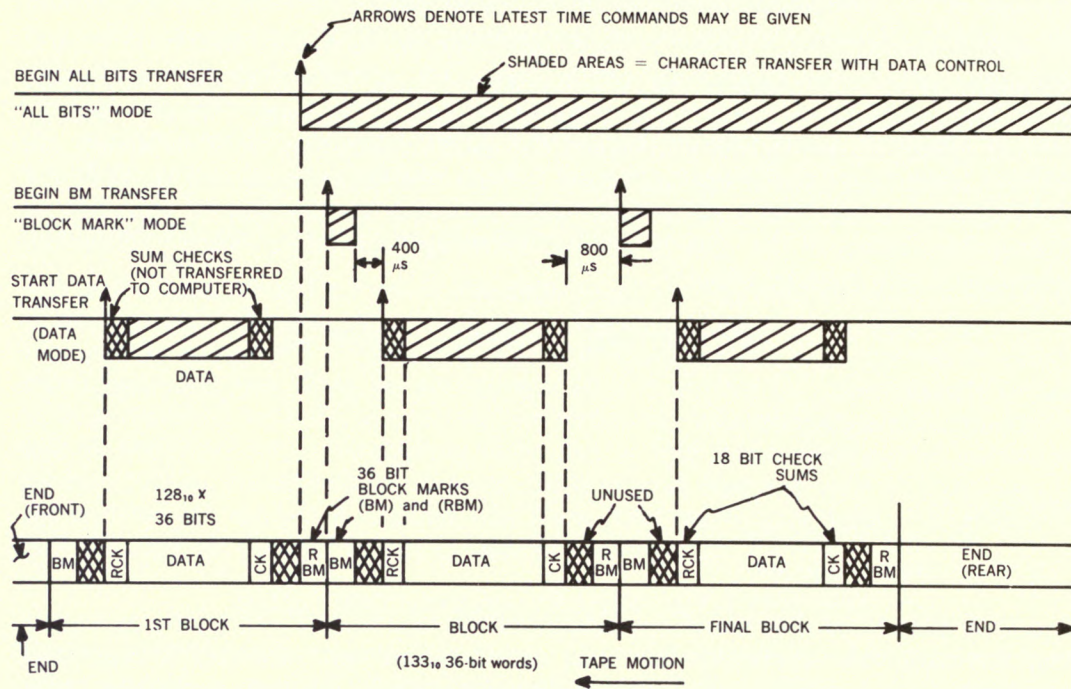 ARROWS DENOTE LATEST TIME COMMANDS MAY BE GIVEN
SHADED AREAS = CHARACTER TRANSFER WITH DATA CONTROL
BEGIN ALL BITS TRANSFER
"ALL BITS" MODE
BEGIN BM TRANSFER
"BLOCK MARK" MODE
400
μs
800
μs
SUM CHECKS
(NOT TRANSFERRED
TO COMPUTER)
START DATA
TRANSFER
(DATA
MODE)
DATA
END
(FRONT)
128₁₀ x
36 BITS
36 BIT
BLOCK MARKS
(BM) and (RBM)
UNUSED
18 BIT CHECK
SUMS
BM RCK DATA CK R BM BM RCK DATA CK R BM BM RCK DATA CK R BM END (REAR)
END
1ST BLOCK
BLOCK
FINAL BLOCK
END
(133₁₀ 36-bit words)
TAPE MOTION